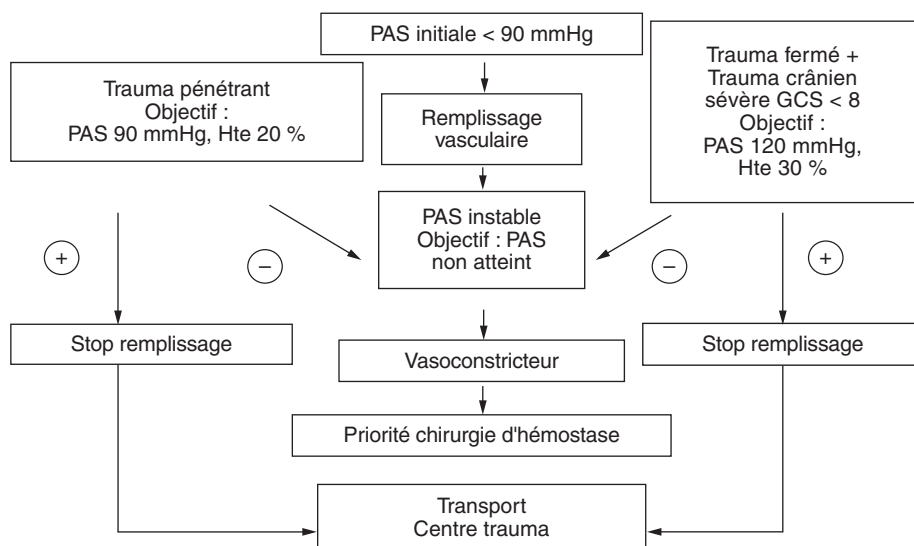 PAS initiale < 90 mmHg
Trauma pénétrant
Objectif :
PAS 90 mmHg, Hte 20 %
Remplissage
vasculaire
Trauma fermé +
Trauma crânien
sévère GCS < 8
Objectif :
PAS 120 mmHg,
Hte 30 %
PAS instable
Objectif : PAS
non atteint
+
−
−
+
Stop remplissage
Vasoconstricteur
Stop remplissage
Priorité chirurgie d'hémostase
Transport
Centre trauma